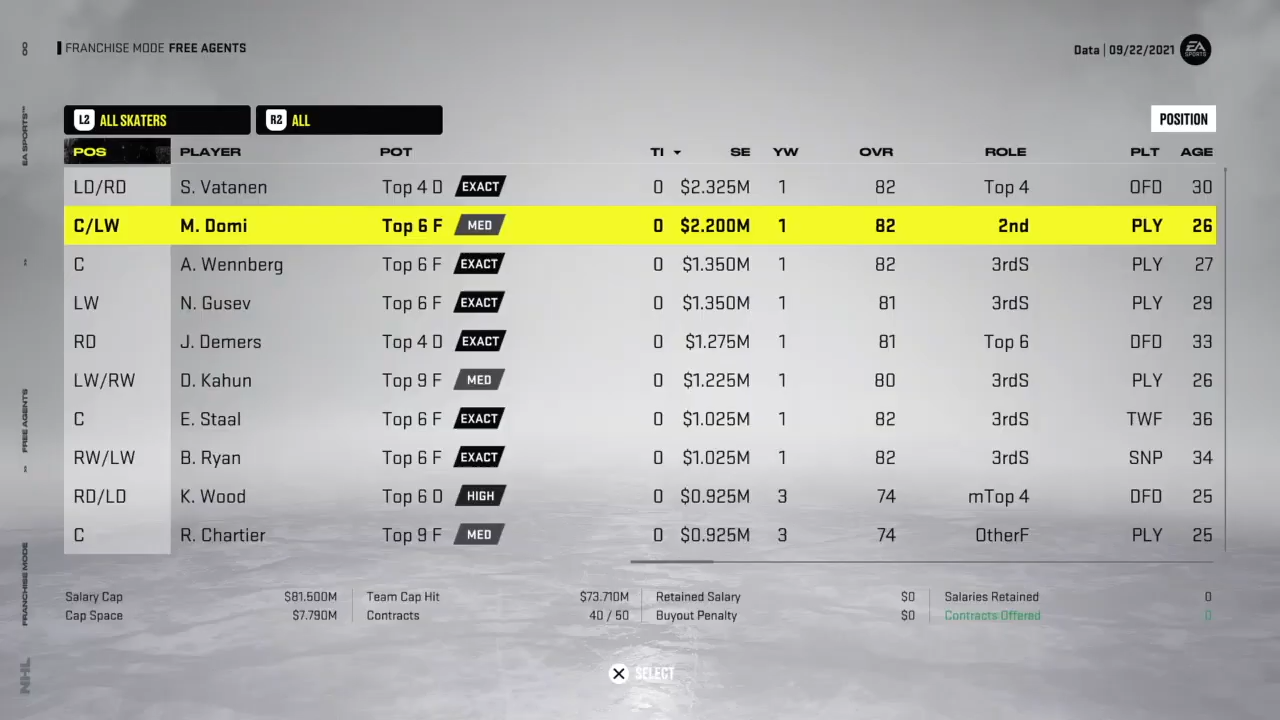 FRANCHISE MODE FREE AGENTS
Data | 09/22/2021 EA SPORTS
L2 ALL SKATERS R2 ALL POSITION
POS PLAYER POT TI SE YW OVR ROLE PLT AGE
LD/RD S. Vatanen Top 4 D EXACT 0 $2.325M 1 82 Top 4 OFD 30
C/LW M. Domi Top 6 F MED 0 $2.200M 1 82 2nd PLY 26
C A. Wennberg Top 6 F EXACT 0 $1.350M 1 82 3rdS PLY 27
LW N. Gusev Top 6 F EXACT 0 $1.350M 1 81 3rdS PLY 29
RD J. Demers Top 4 D EXACT 0 $1.275M 1 81 Top 6 DFD 33
LW/RW D. Kahun Top 9 F MED 0 $1.225M 1 80 3rdS PLY 26
C E. Staal Top 6 F EXACT 0 $1.025M 1 82 3rdS TWF 36
RW/LW B. Ryan Top 6 F EXACT 0 $1.025M 1 82 3rdS SNP 34
RD/LD K. Wood Top 6 D HIGH 0 $0.925M 3 74 mTop 4 DFD 25
C R. Chartier Top 9 F MED 0 $0.925M 3 74 OtherF PLY 25
Salary Cap $81.500M Team Cap Hit $73.710M Retained Salary $0 Salaries Retained 0
Cap Space $7.790M Contracts 40 / 50 Buyout Penalty $0 Contracts Offered 0
SELECT
EA SPORTS™
FREE AGENTS
FRANCHISE MODE
NHL